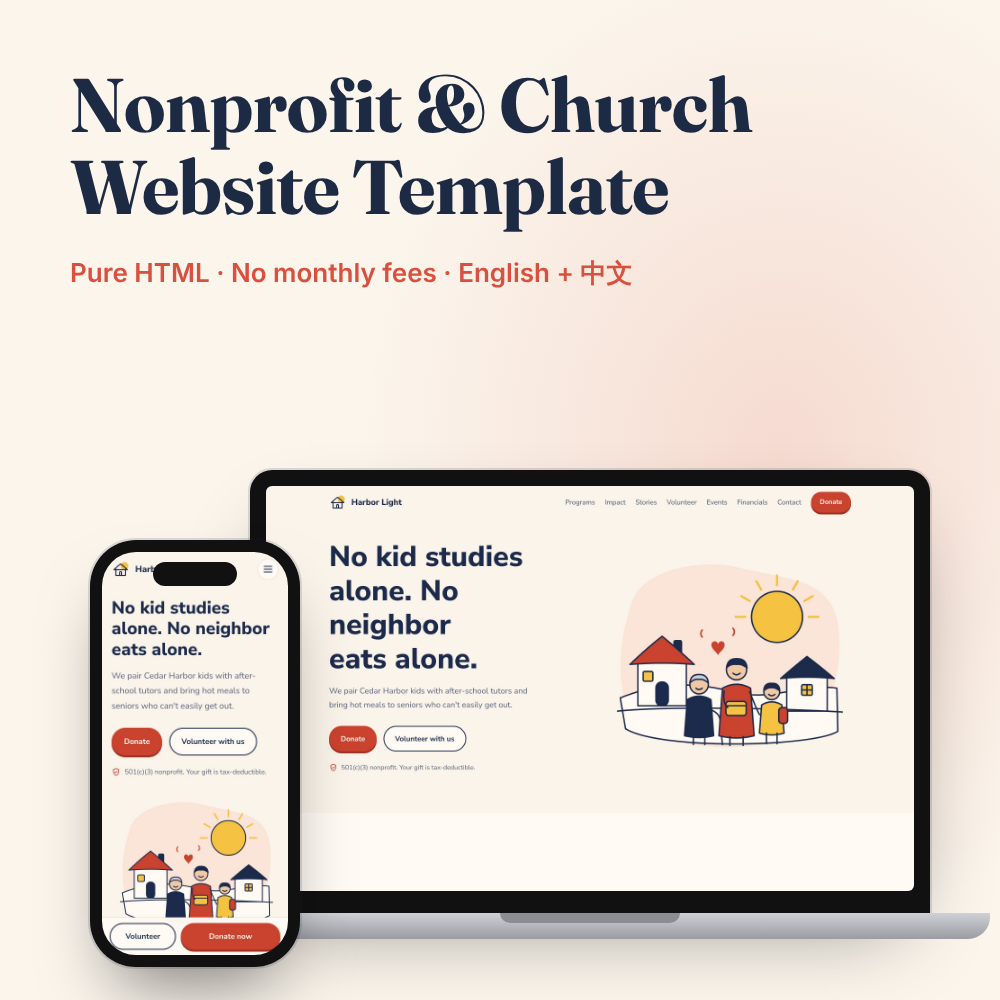 Nonprofit & Church
Website Template
Pure HTML · No monthly fees · English + 中文
Harbor Light
Programs Impact Stories Volunteer Events Financials Contact Donate
No kid studies
alone. No
neighbor
eats alone.
We pair Cedar Harbor kids with after-school tutors and
bring hot meals to seniors who can't easily get out.
Donate Volunteer with us
501(c)(3) nonprofit. Your gift is tax-deductible.
Harb
No kid studies
alone. No neighbor
eats alone.
We pair Cedar Harbor kids with after-
school tutors and bring hot meals to
seniors who can't easily get out.
Donate Volunteer with us
501(c)(3) nonprofit. Your gift is tax-deductible.
Volunteer Donate now